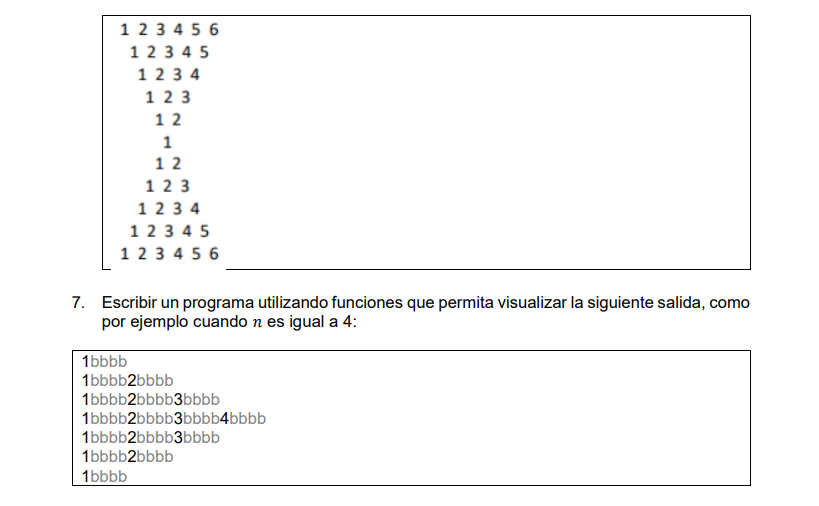 1 2 3 4 5 6
1 2 3 4 5
1 2 3 4
1 2 3
1 2
1
1 2
1 2 3
1 2 3 4
1 2 3 4 5
1 2 3 4 5 6
7. Escribir un programa utilizando funciones que permita visualizar la siguiente salida, como
por ejemplo cuando n es igual a 4:
1bbbb
1bbbb2bbbb
1bbbb2bbbb3bbbb
1bbbb2bbbb3bbbb4bbbb
1bbbb2bbbb3bbbb
1bbbb2bbbb
1bbbb